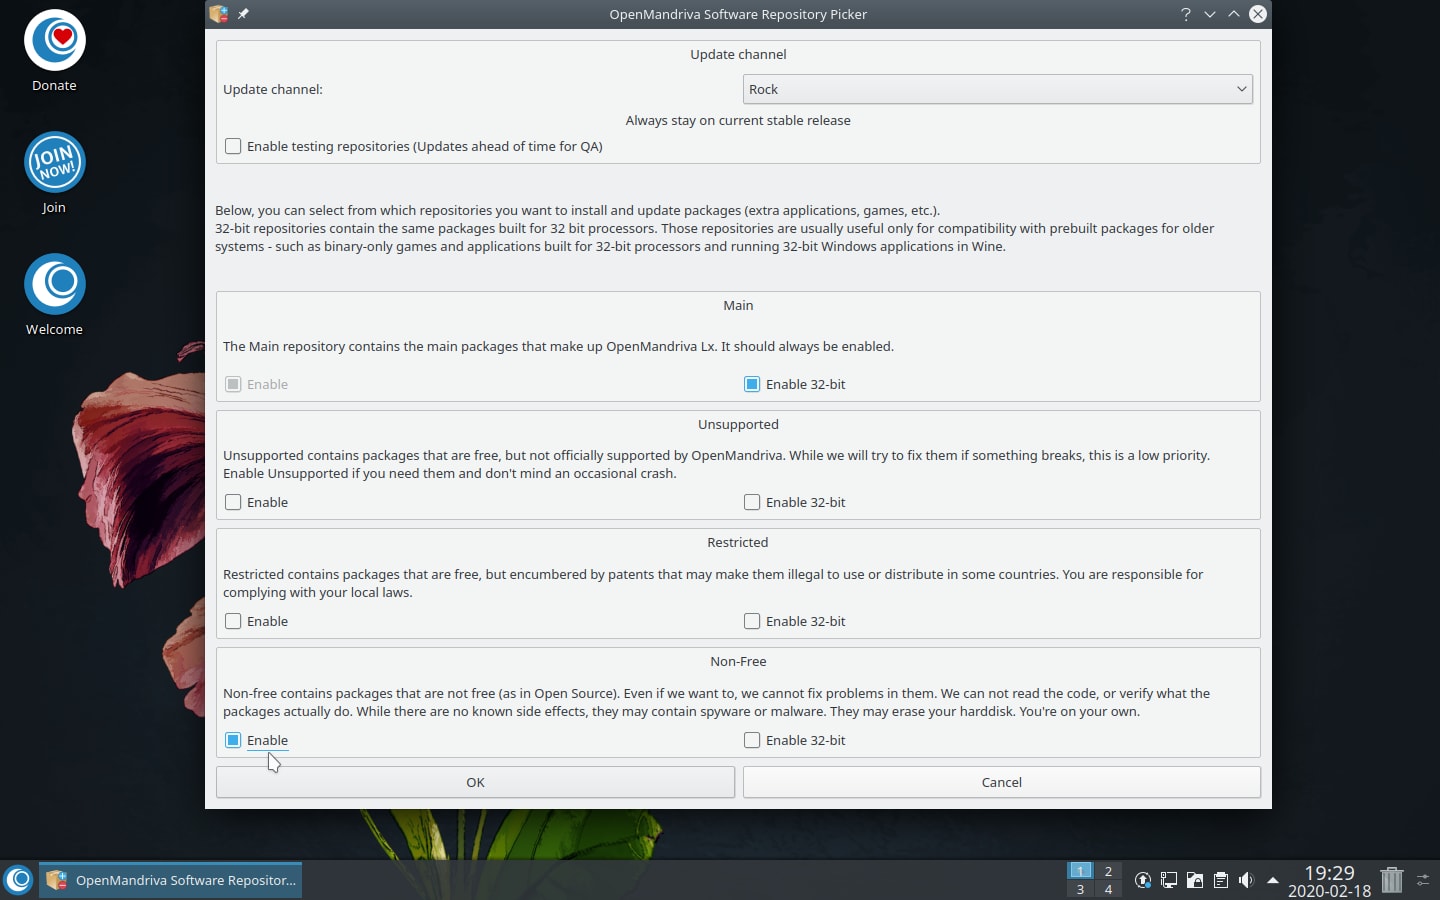 OpenMandriva Software Repository Picker
Donate
JOIN
NOW!
Join
Welcome
Update channel
Update channel:
Rock
Always stay on current stable release
Enable testing repositories (Updates ahead of time for QA)
Below, you can select from which repositories you want to install and update packages (extra applications, games, etc.).
32-bit repositories contain the same packages built for 32 bit processors. Those repositories are usually useful only for compatibility with prebuilt packages for older
systems - such as binary-only games and applications built for 32-bit processors and running 32-bit Windows applications in Wine.
Main
The Main repository contains the main packages that make up OpenMandriva Lx. It should always be enabled.
Enable
Enable 32-bit
Unsupported
Unsupported contains packages that are free, but not officially supported by OpenMandriva. While we will try to fix them if something breaks, this is a low priority.
Enable Unsupported if you need them and don't mind an occasional crash.
Enable
Enable 32-bit
Restricted
Restricted contains packages that are free, but encumbered by patents that may make them illegal to use or distribute in some countries. You are responsible for
complying with your local laws.
Enable
Enable 32-bit
Non-Free
Non-free contains packages that are not free (as in Open Source). Even if we want to, we cannot fix problems in them. We can not read the code, or verify what the
packages actually do. While there are no known side effects, they may contain spyware or malware. They may erase your harddisk. You're on your own.
Enable
Enable 32-bit
OK
Cancel
OpenMandriva Software Repositor...
1 2
3 4
19:29
2020-02-18